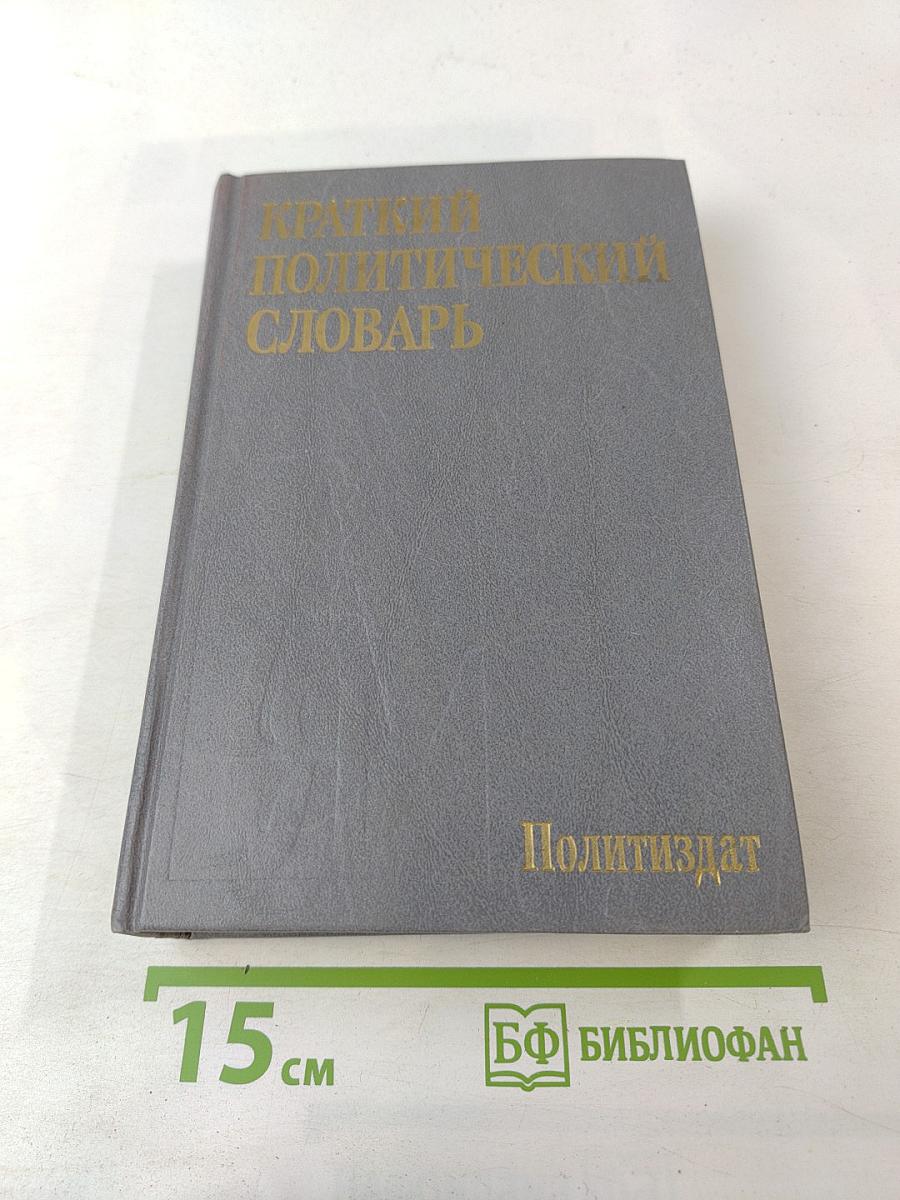 КРАТКИЙ
ПОЛИТИЧЕСКИЙ
СЛОВАРЬ
Политиздат
15 см
БФ БИБЛИОФАН